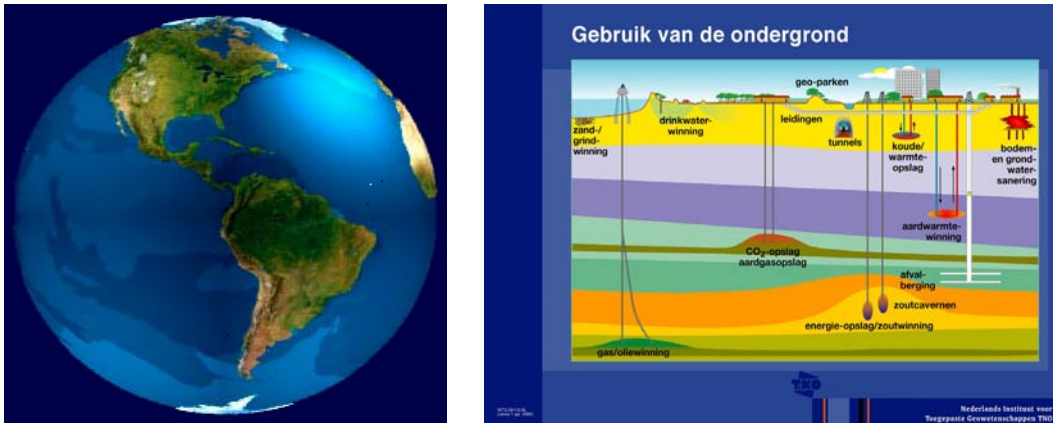 Gebruik van de ondergrond
geo-parken
zand-/
grind-
winning
drinkwater-
winning
leidingen
tunnels
koude/
warmte-
opslag
bodem-
en grond-
water-
sanering
aardwarmte-
winning
CO₂-opslag
aardgasopslag
afval-
berging
zoutcavernen
energie-opslag/zoutwinning
gas/oliewinning
TNO
Nederlands Instituut voor
Toegepaste Geowetenschappen TNO